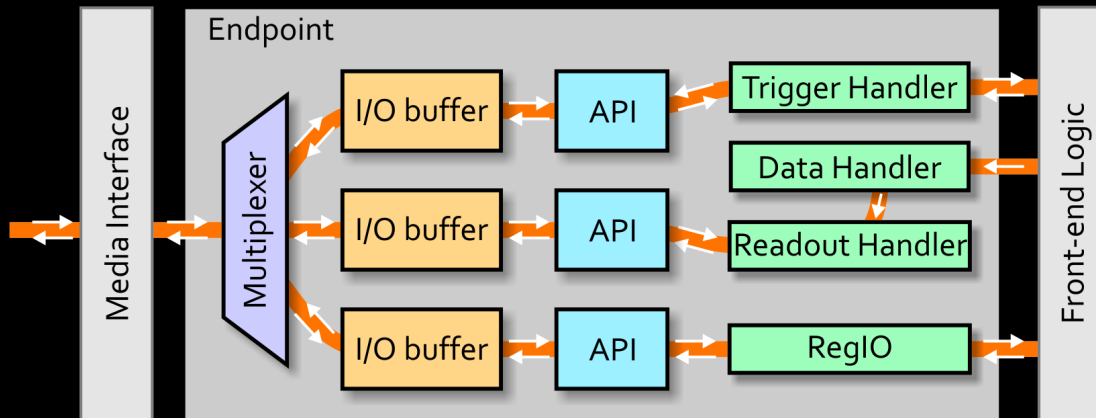 Endpoint
Media Interface
Multiplexer
I/O buffer
API
Trigger Handler
Data Handler
I/O buffer
API
Readout Handler
I/O buffer
API
RegIO
Front-end Logic